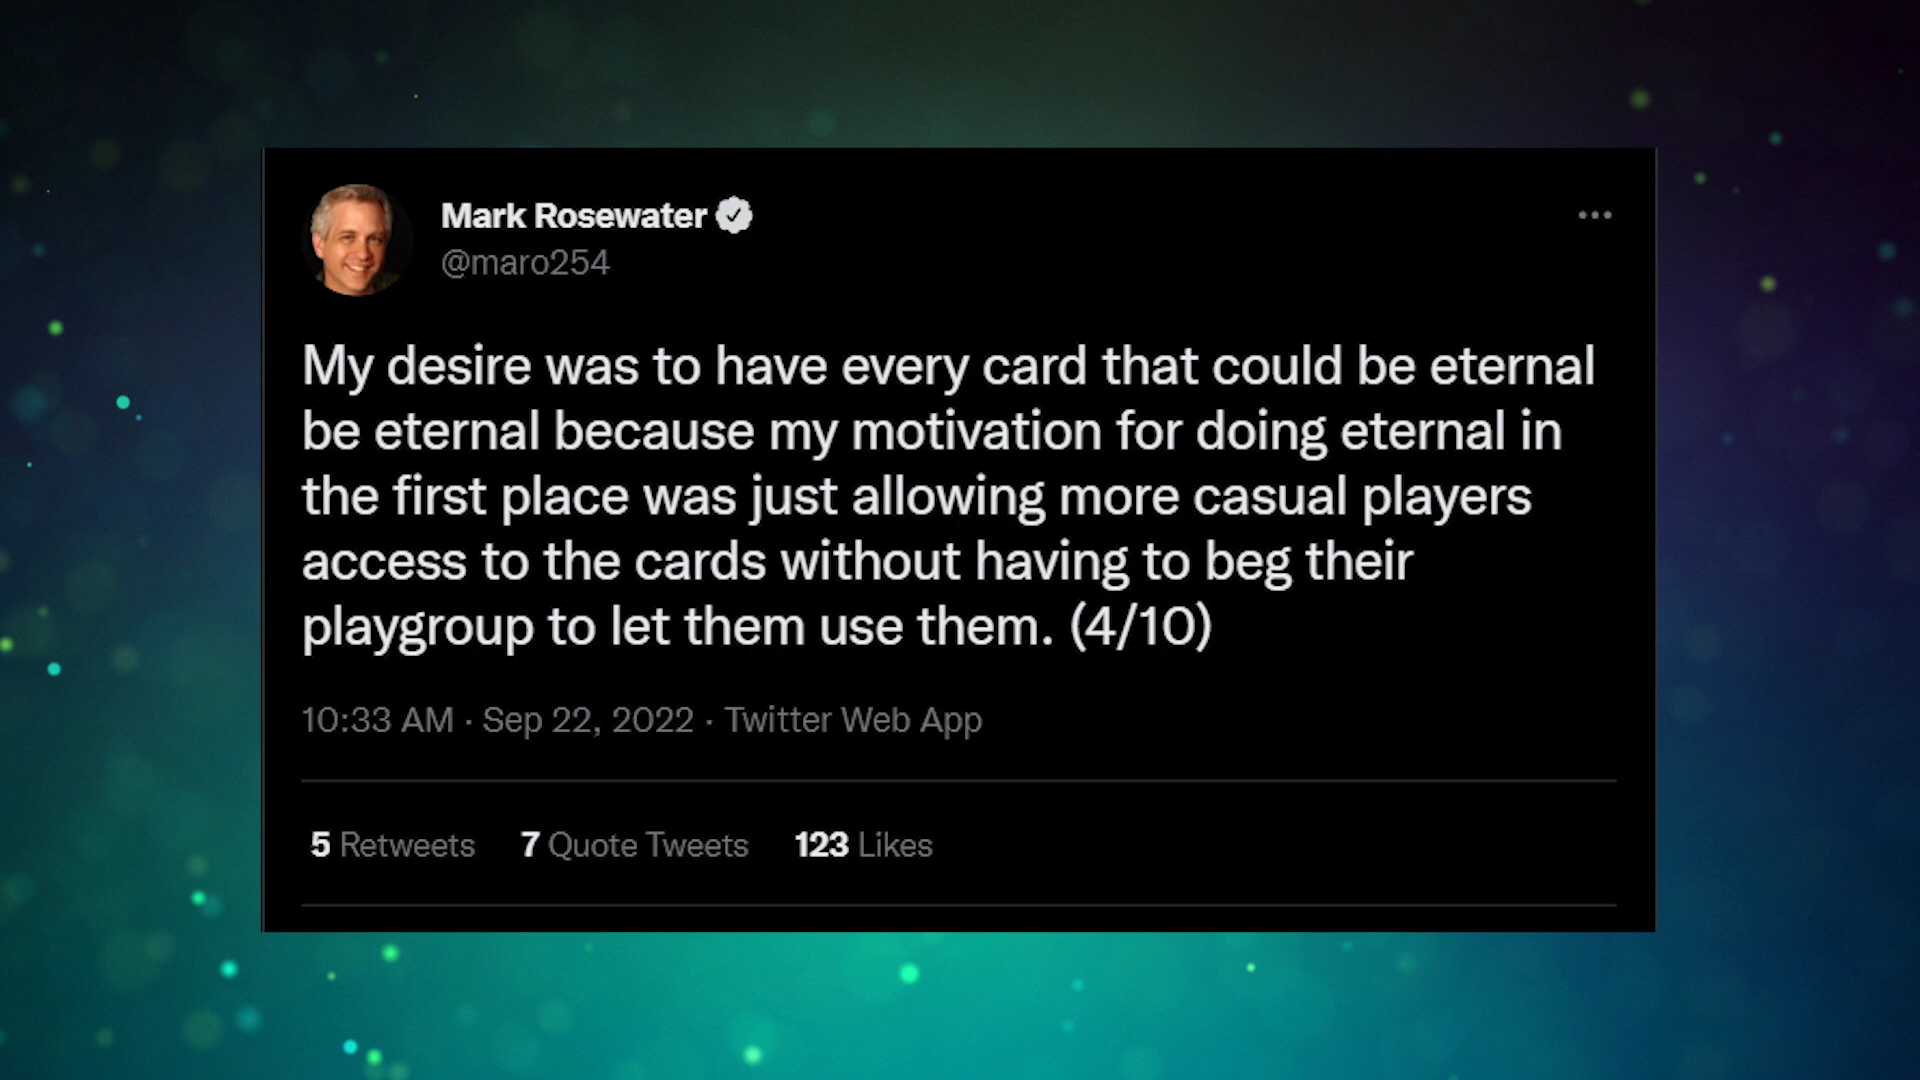 Mark Rosewater
@maro254
My desire was to have every card that could be eternal
be eternal because my motivation for doing eternal in
the first place was just allowing more casual players
access to the cards without having to beg their
playgroup to let them use them. (4/10)
10:33 AM · Sep 22, 2022 · Twitter Web App
5 Retweets 7 Quote Tweets 123 Likes